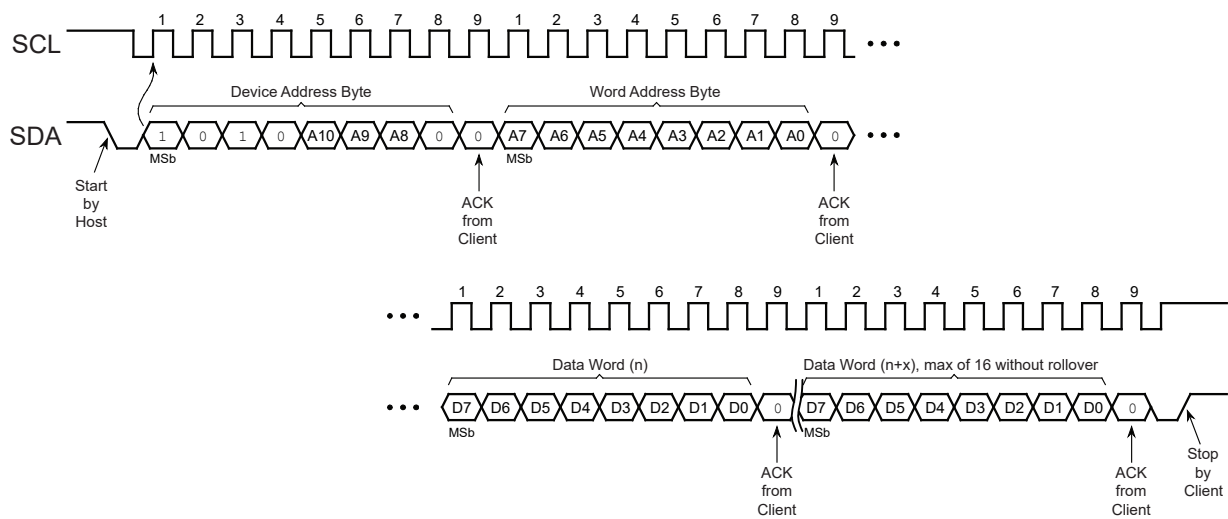 1 2 3 4 5 6 7 8 9 1 2 3 4 5 6 7 8 9
SCL
Device Address Byte Word Address Byte
SDA 1 0 1 0 A10 A9 A8 0 0 A7 A6 A5 A4 A3 A2 A1 A0 0
MSb MSb
Start
by
Host
ACK
from
Client
ACK
from
Client
1 2 3 4 5 6 7 8 9 1 2 3 4 5 6 7 8 9
Data Word (n) Data Word (n+x), max of 16 without rollover
D7 D6 D5 D4 D3 D2 D1 D0 0 D7 D6 D5 D4 D3 D2 D1 D0 0
MSb MSb
ACK
from
Client
ACK
from
Client
Stop
by
Client